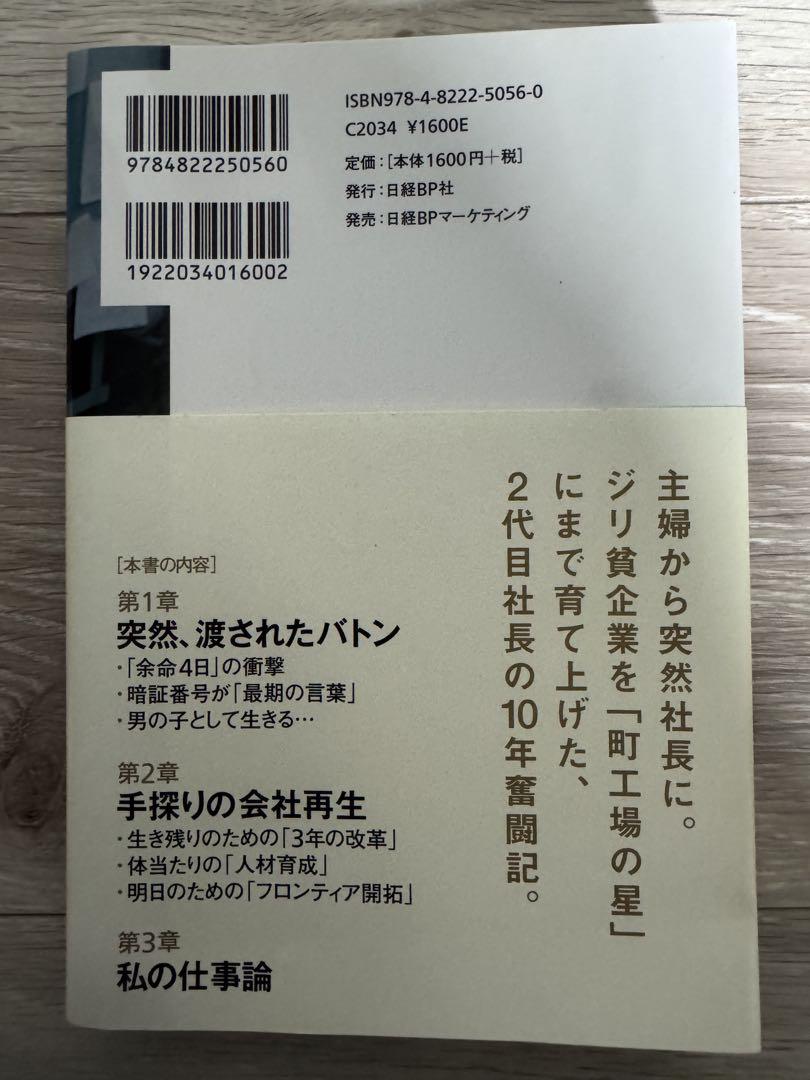 ISBN978-4-8222-5056-0
C2034 ¥1600E
定価：[本体1600円＋税]
発行：日経BP社
発売：日経BPマーケティング
9784822250560
1922034016002
主婦から突然社長に。
ジリ貧企業を「町工場の星」
にまで育て上げた、
2代目社長の10年奮闘記。
［本書の内容］
第1章
突然、渡されたバトン
・「余命4日」の衝撃
・暗証番号が「最期の言葉」
・男の子として生きる…
第2章
手探りの会社再生
・生き残りのための「3年の改革」
・体当たりの「人材育成」
・明日のための「フロンティア開拓」
第3章
私の仕事論